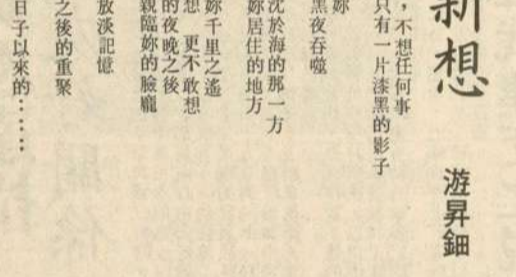 新想
游昇鈿
，不想任何事
只有一片漆黑的影子
妳
黑夜吞噬
沈於海的那一方
妳居住的地方
妳千里之遙
想 更不敢想
的夜晚之後
親臨妳的臉龐
放淡記憶
之後的重聚
日子以來的……